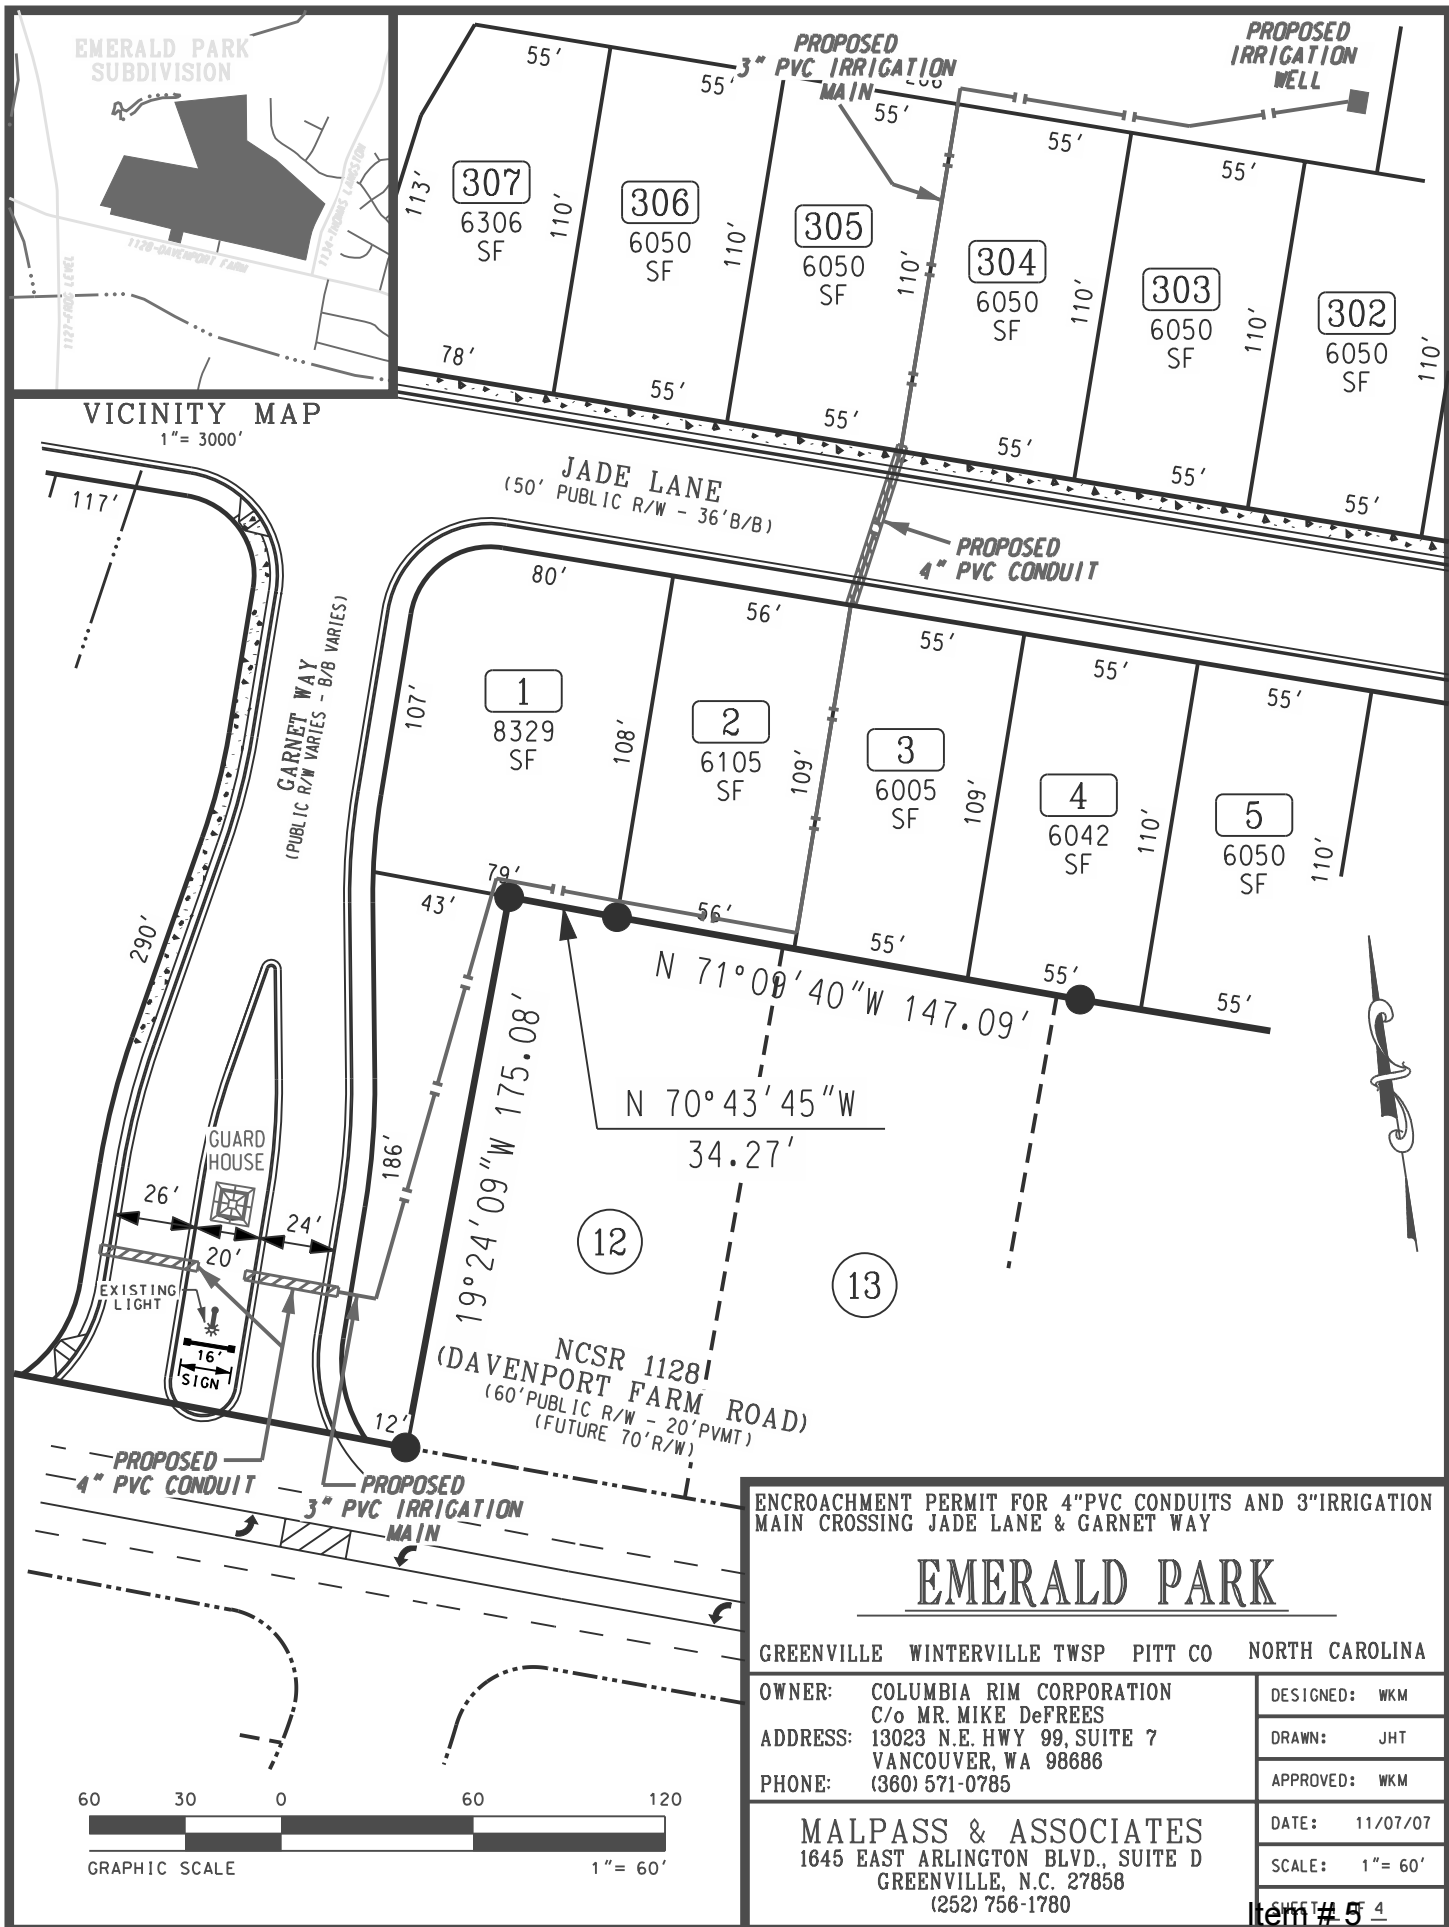 EMERALD PARK
SUBDIVISION
1128-DAVENPORT FARM
1134-THOMAS LANGSTON
1127-FROG LEVEL
VICINITY MAP
1"= 3000'
PROPOSED
3" PVC IRRIGATION
MAIN
PROPOSED
IRRIGATION
WELL
55'
55'
55'
55'
55'
113'
110'
110'
110'
110'
110'
110'
307
6306
SF
306
6050
SF
305
6050
SF
304
6050
SF
303
6050
SF
302
6050
SF
78'
55'
55'
55'
55'
55'
117'
JADE LANE
(50' PUBLIC R/W - 36'B/B)
PROPOSED
4" PVC CONDUIT
GARNET WAY
(PUBLIC R/W VARIES - B/B VARIES)
80'
56'
55'
55'
55'
107'
108'
109'
109'
110'
110'
1
8329
SF
2
6105
SF
3
6005
SF
4
6042
SF
5
6050
SF
79'
43'
56'
55'
55'
55'
290'
N 71°09'40"W 147.09'
N 70°43'45"W
34.27'
19°24'09"W 175.08'
186'
GUARD
HOUSE
26'
20'
24'
EXISTING
LIGHT
16'
SIGN
12
13
12'
NCSR 1128
(DAVENPORT FARM ROAD)
(60'PUBLIC R/W - 20'PVMT)
(FUTURE 70'R/W)
PROPOSED
4" PVC CONDUIT
PROPOSED
3" PVC IRRIGATION
MAIN
60 30 0 60 120
GRAPHIC SCALE 1"= 60'
ENCROACHMENT PERMIT FOR 4"PVC CONDUITS AND 3"IRRIGATION
MAIN CROSSING JADE LANE & GARNET WAY
EMERALD PARK
GREENVILLE WINTERVILLE TWSP PITT CO NORTH CAROLINA
OWNER: COLUMBIA RIM CORPORATION
C/o MR. MIKE DeFREES
ADDRESS: 13023 N.E. HWY 99, SUITE 7
VANCOUVER, WA 98686
PHONE: (360) 571-0785
MALPASS & ASSOCIATES
1645 EAST ARLINGTON BLVD., SUITE D
GREENVILLE, N.C. 27858
(252) 756-1780
DESIGNED: WKM
DRAWN: JHT
APPROVED: WKM
DATE: 11/07/07
SCALE: 1"= 60'
SHEET OF 4
Item # 5